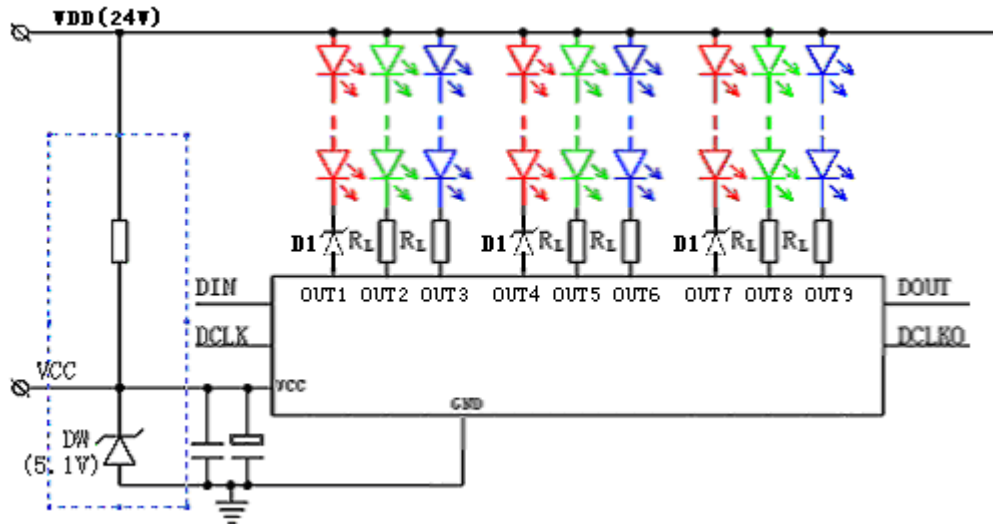 VDD(24V)
D1 RL RL D1 RL RL D1 RL RL
DIN OUT1 OUT2 OUT3 OUT4 OUT5 OUT6 OUT7 OUT8 OUT9 DOUT
DCLK DCLKO
VCC VCC
GND
DW
(5.1V)